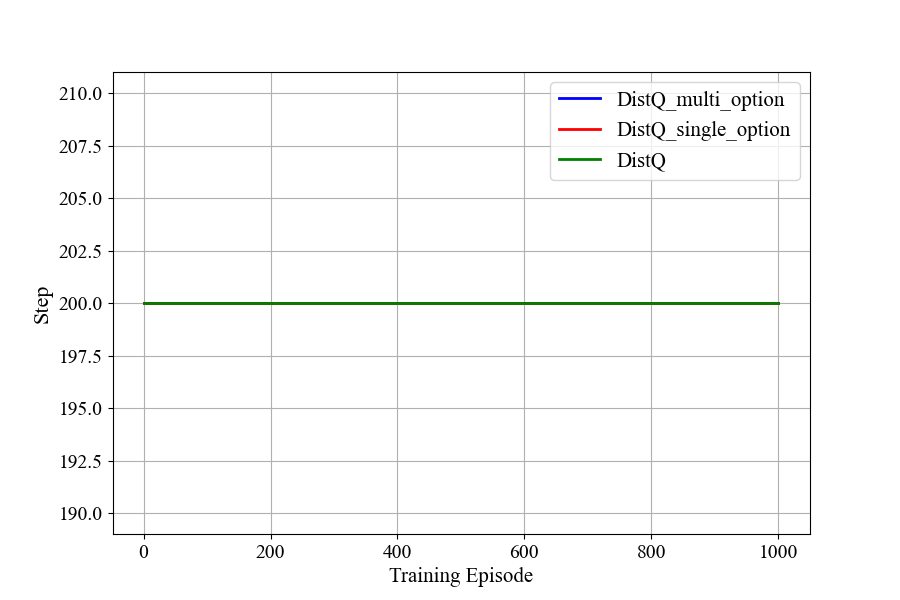 210.0
207.5
205.0
202.5
200.0
197.5
195.0
192.5
190.0
Step
0 200 400 600 800 1000
Training Episode
DistQ_multi_option
DistQ_single_option
DistQ